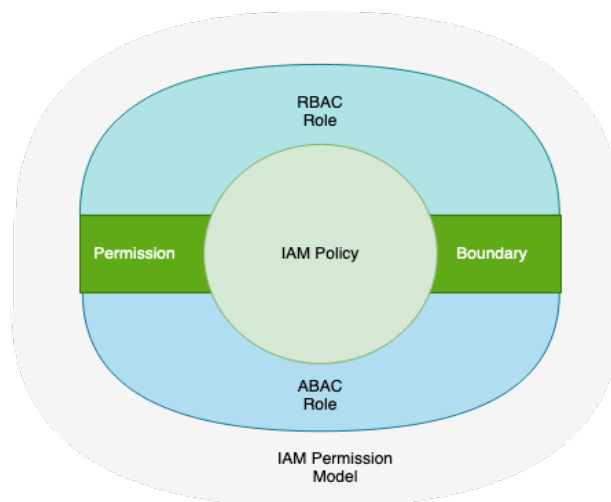 RBAC
Role
Permission
IAM Policy
Boundary
ABAC
Role
IAM Permission
Model